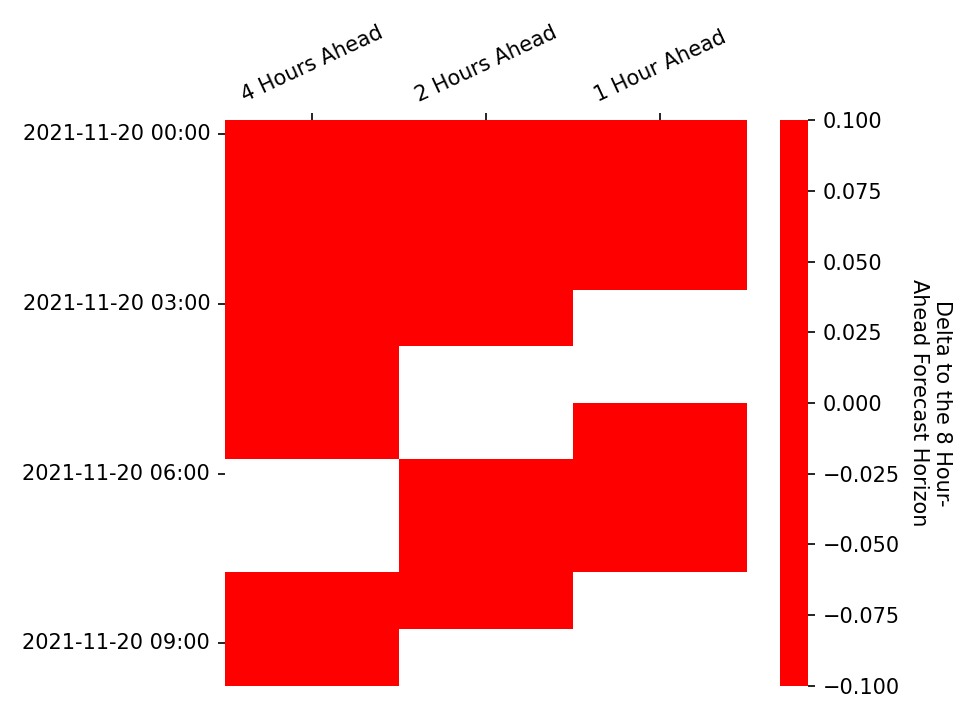 4 Hours Ahead
2 Hours Ahead
1 Hour Ahead
2021-11-20 00:00
2021-11-20 03:00
2021-11-20 06:00
2021-11-20 09:00
0.100
0.075
0.050
0.025
0.000
−0.025
−0.050
−0.075
−0.100
Delta to the 8 Hour-
Ahead Forecast Horizon